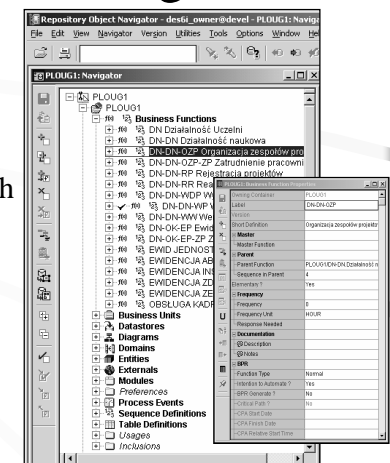 Repository Object Navigator - des6i_owner@devel - PLOUG1: Naviga
File Edit View Navigator Version Utilities Tools Options Window Hel
PLOUG1: Navigator
PLOUG1
PLOUG1
Business Functions
DN Działalność Uczelni
DN-DN Działalność naukowa
DN-DN-OZP Organizacja zespołów pro
DN-DN-OZP-ZP Zatrudnienie pracowni
DN-DN-RP Rejestracja projektów
DN-DN-RR Rea
DN-DN-WDP W
DN-DN-WP W
DN-DN-WW We
DN-OK-EP Ewid
DN-OK-EP-ZP Z
EWID JEDNOST
EWIDENCJA AB
EWIDENCJA INS
EWIDENCJA ZD
EWIDENCJA ZE
OBSŁUGA KADR
Business Units
Datastores
Diagrams
Domains
Entities
Externals
Modules
Preferences
Process Events
Sequence Definitions
Table Definitions
Usages
Inclusions
h
PLOUG1: Business Function Properties
Owning Container PLOUG1
Label DN-DN-OZP
Version
Short Definition Organizacja zespołów projekto
Master
Master Function
Parent
Parent Function PLOUG1/DN-DN.Działalność n
Sequence in Parent 4
Elementary ? Yes
Frequency
Frequency 8
Frequency Unit HOUR
Response Needed
Documentation
Description
Notes
BPR
Function Type Normal
Intention to Automate ? Yes
BPR Generate ? No
Critical Path ? No
CPA Start Date
CPA Finish Date
CPA Relative Start Time